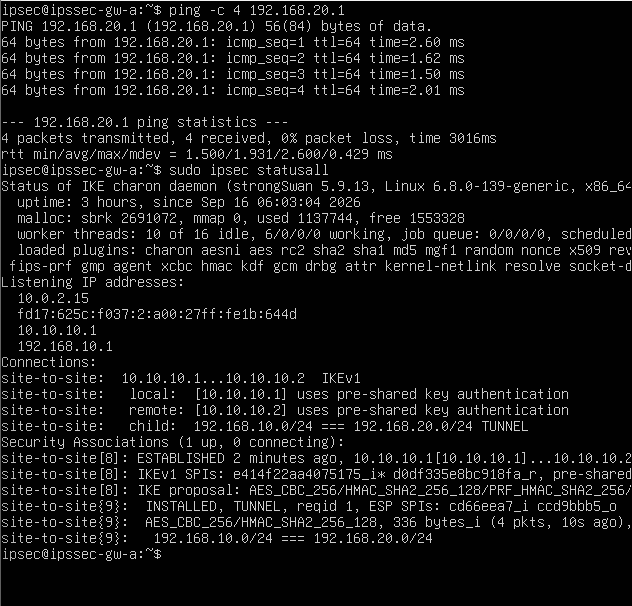 ipsec@ipssec-gw-a:~$ ping -c 4 192.168.20.1
PING 192.168.20.1 (192.168.20.1) 56(84) bytes of data.
64 bytes from 192.168.20.1: icmp_seq=1 ttl=64 time=2.60 ms
64 bytes from 192.168.20.1: icmp_seq=2 ttl=64 time=1.62 ms
64 bytes from 192.168.20.1: icmp_seq=3 ttl=64 time=1.50 ms
64 bytes from 192.168.20.1: icmp_seq=4 ttl=64 time=2.01 ms
--- 192.168.20.1 ping statistics ---
4 packets transmitted, 4 received, 0% packet loss, time 3016ms
rtt min/avg/max/mdev = 1.500/1.931/2.600/0.429 ms
ipsec@ipssec-gw-a:~$ sudo ipsec statusall
Status of IKE charon daemon (strongSwan 5.9.13, Linux 6.8.0-139-generic, x86_64
uptime: 3 hours, since Sep 16 06:03:04 2026
malloc: sbrk 2691072, mmap 0, used 1137744, free 1553328
worker threads: 10 of 16 idle, 6/0/0/0 working, job queue: 0/0/0/0, scheduled
loaded plugins: charon aesni aes rc2 sha2 sha1 md5 mgf1 random nonce x509 rev
fips-prf gmp agent xcbc hmac kdf gcm drbg attr kernel-netlink resolve socket-d
Listening IP addresses:
10.0.2.15
fd17:625c:f037:2:a00:27ff:fe1b:644d
10.10.10.1
192.168.10.1
Connections:
site-to-site:  10.10.10.1...10.10.10.2  IKEv1
site-to-site:   local:  [10.10.10.1] uses pre-shared key authentication
site-to-site:   remote: [10.10.10.2] uses pre-shared key authentication
site-to-site:   child:  192.168.10.0/24 === 192.168.20.0/24 TUNNEL
Security Associations (1 up, 0 connecting):
site-to-site[8]: ESTABLISHED 2 minutes ago, 10.10.10.1[10.10.10.1]...10.10.10.2
site-to-site[8]: IKEv1 SPIs: e414f22aa4075175_i* d0df335e8bc918fa_r, pre-shared
site-to-site[8]: IKE proposal: AES_CBC_256/HMAC_SHA2_256_128/PRF_HMAC_SHA2_256/
site-to-site{9}:  INSTALLED, TUNNEL, reqid 1, ESP SPIs: cd66eea7_i ccd9bbb5_o
site-to-site{9}:  AES_CBC_256/HMAC_SHA2_256_128, 336 bytes_i (4 pkts, 10s ago),
site-to-site{9}:   192.168.10.0/24 === 192.168.20.0/24
ipsec@ipssec-gw-a:~$